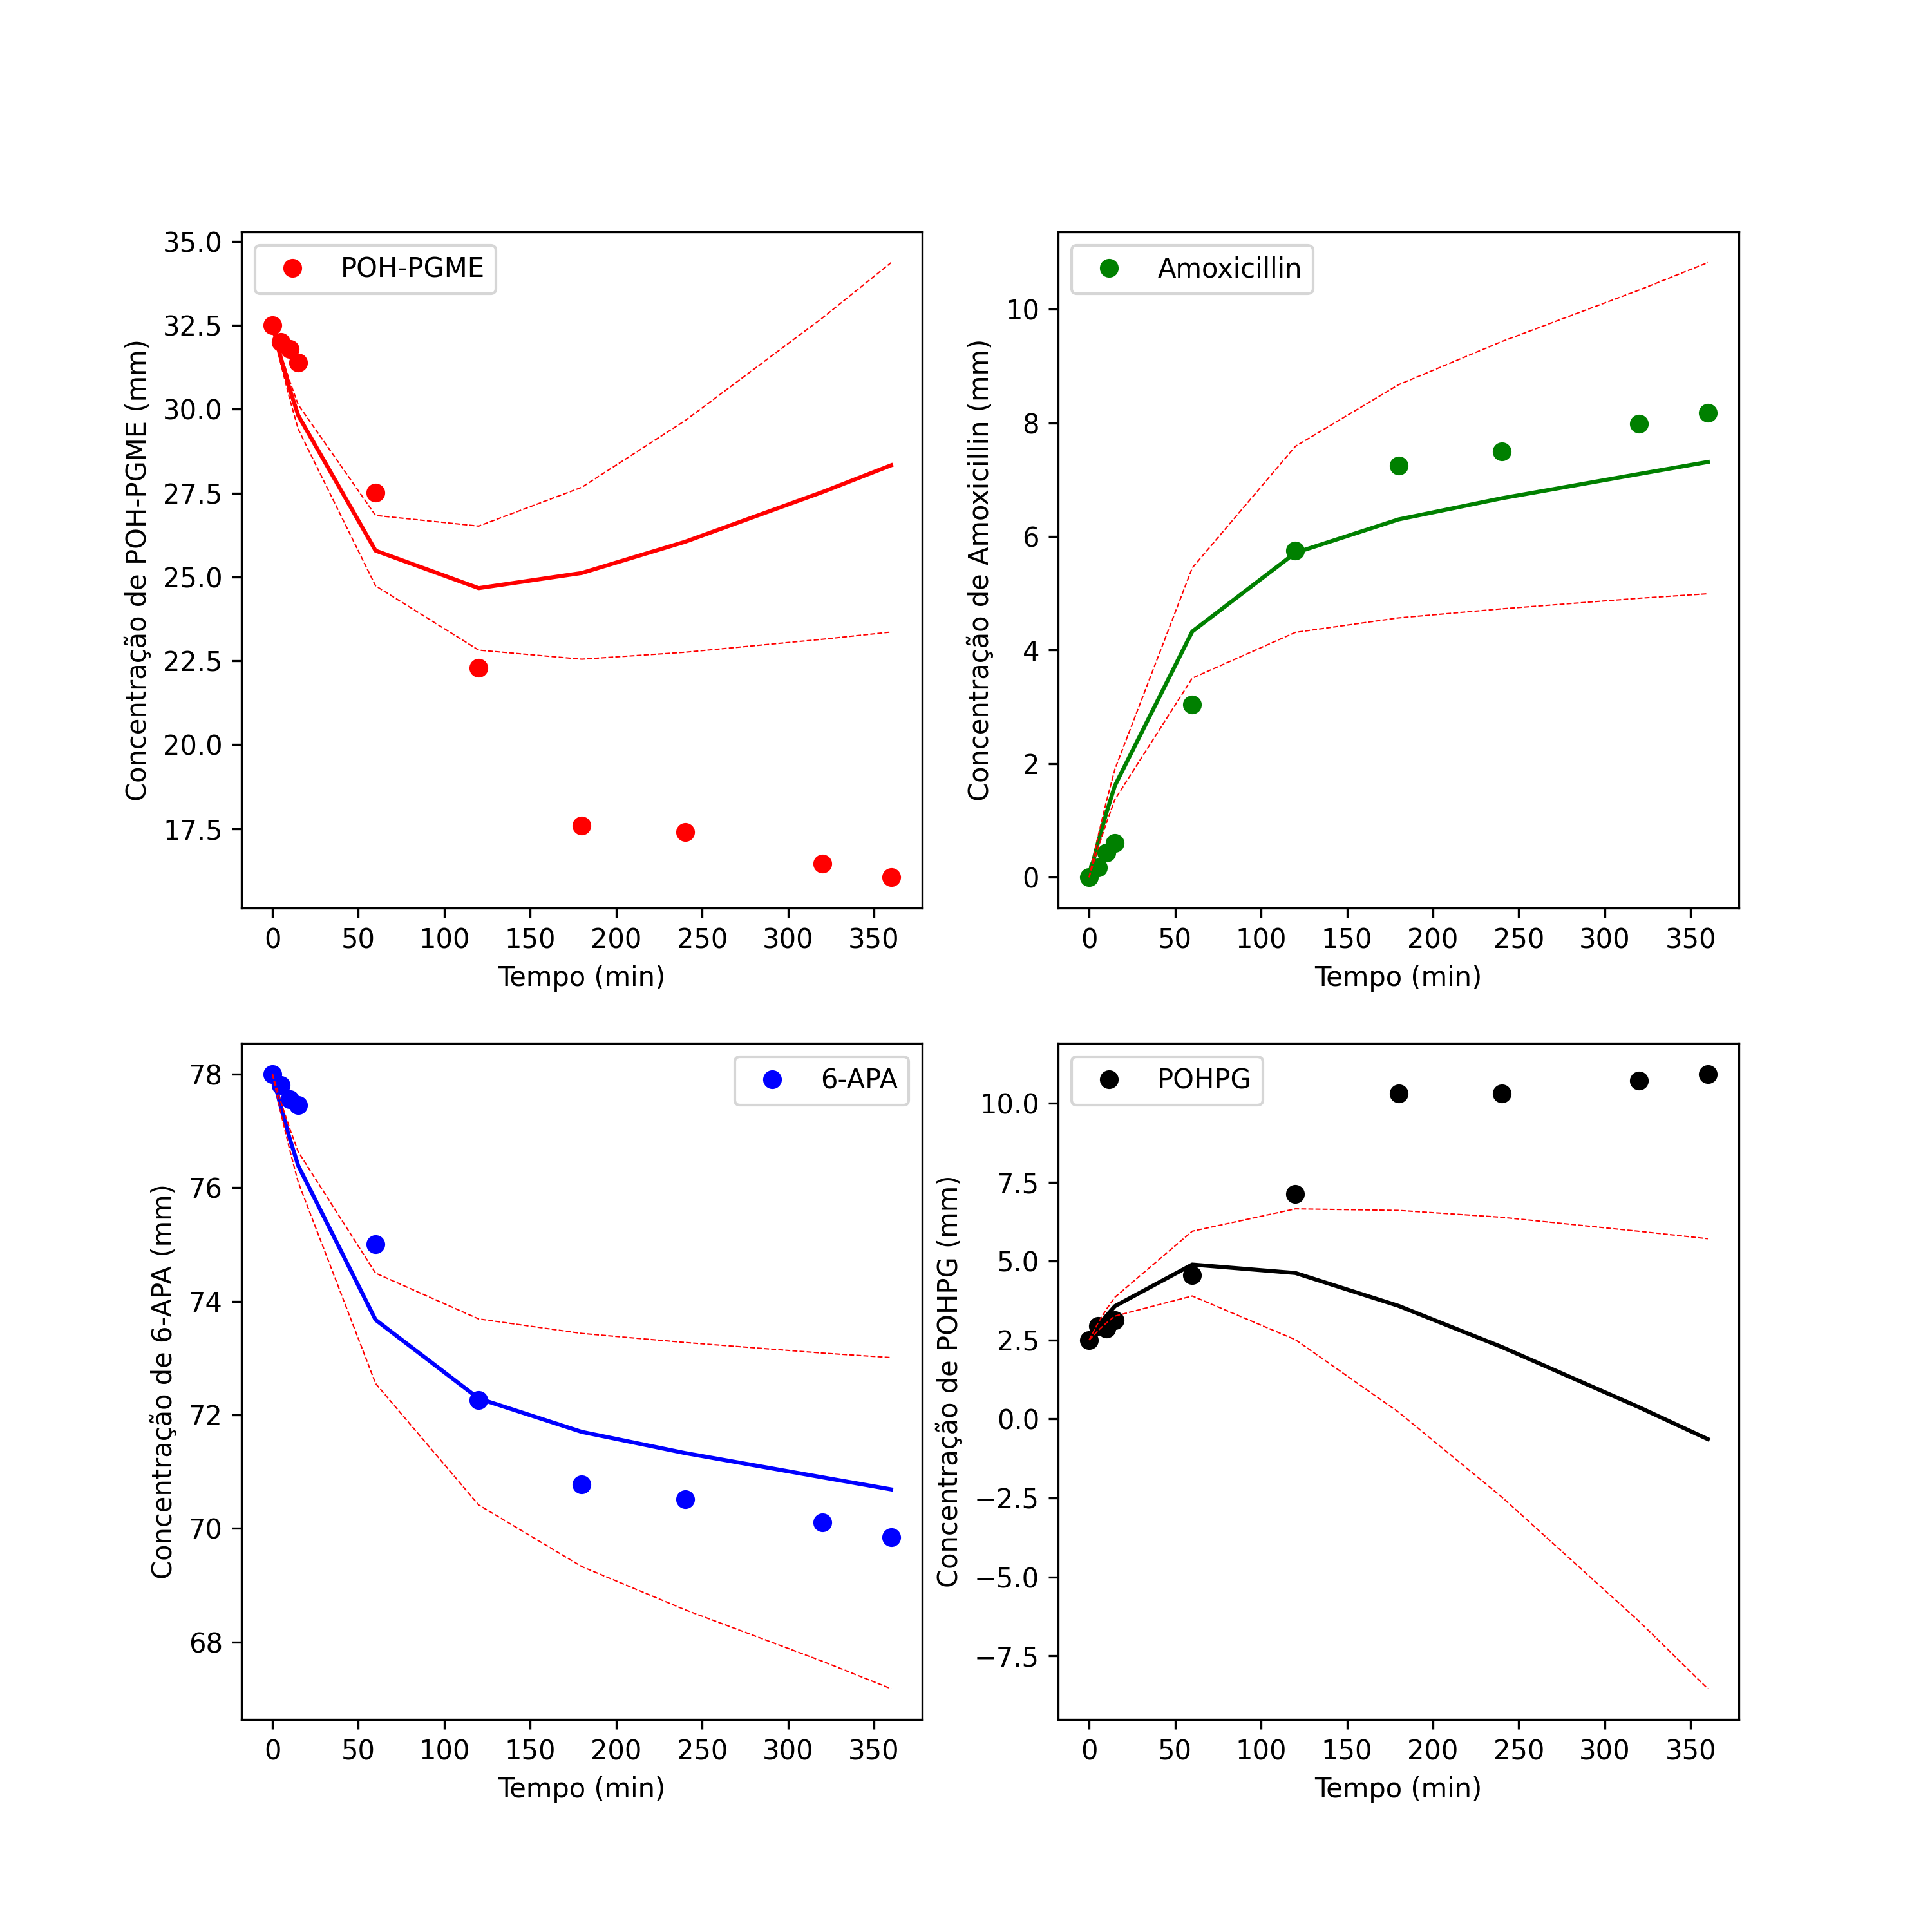 POH-PGME
Concentração de POH-PGME (mm)
35.0
32.5
30.0
27.5
25.0
22.5
20.0
17.5
0 50 100 150 200 250 300 350
Tempo (min)
Amoxicillin
Concentração de Amoxicillin (mm)
10
8
6
4
2
0
0 50 100 150 200 250 300 350
Tempo (min)
6-APA
Concentração de 6-APA (mm)
78
76
74
72
70
68
0 50 100 150 200 250 300 350
Tempo (min)
POHPG
Concentração de POHPG (mm)
10.0
7.5
5.0
2.5
0.0
−2.5
−5.0
−7.5
0 50 100 150 200 250 300 350
Tempo (min)